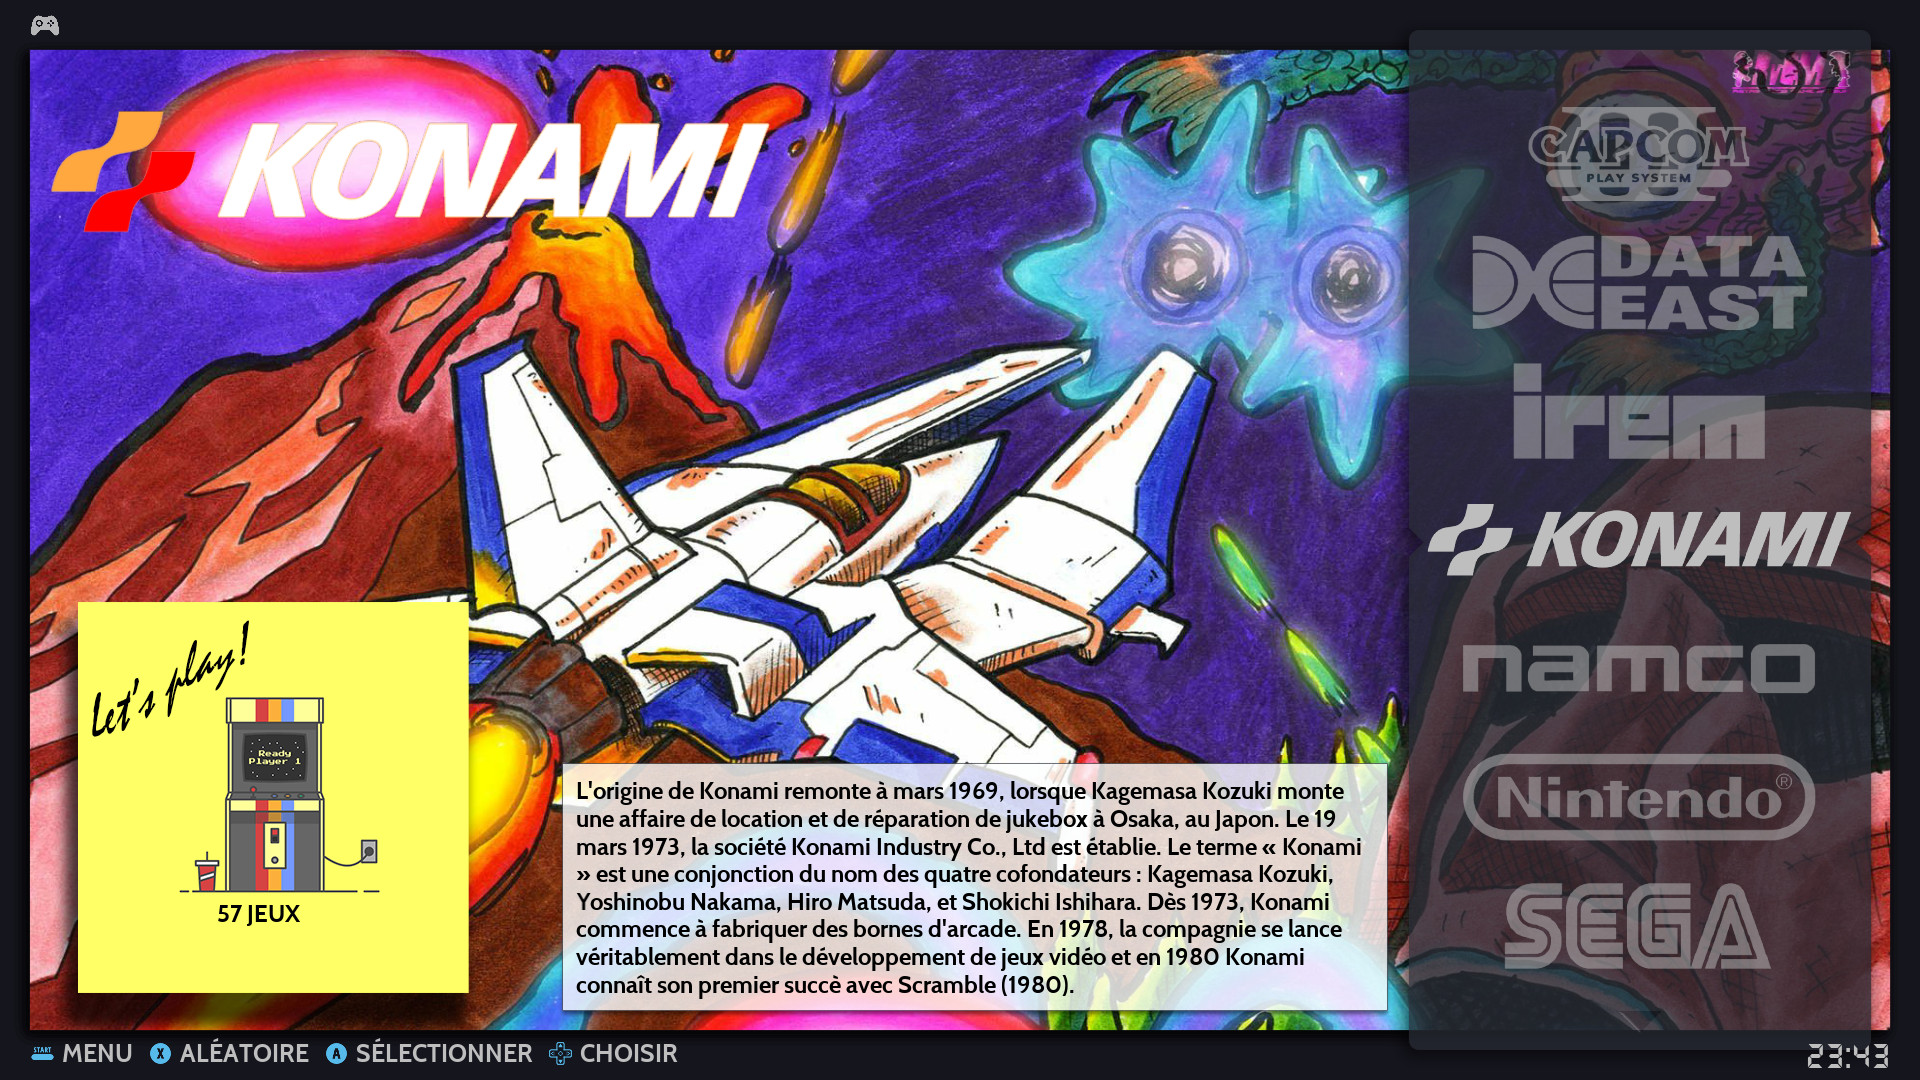 KONAMI
CAPCOM
PLAY SYSTEM
DATA
EAST
irem
KONAMI
namco
Nintendo®
SEGA
Let's play!
Ready
Player 1
57 JEUX
L'origine de Konami remonte à mars 1969, lorsque Kagemasa Kozuki monte
une affaire de location et de réparation de jukebox à Osaka, au Japon. Le 19
mars 1973, la société Konami Industry Co., Ltd est établie. Le terme « Konami
» est une conjonction du nom des quatre cofondateurs : Kagemasa Kozuki,
Yoshinobu Nakama, Hiro Matsuda, et Shokichi Ishihara. Dès 1973, Konami
commence à fabriquer des bornes d'arcade. En 1978, la compagnie se lance
véritablement dans le développement de jeux vidéo et en 1980 Konami
connaît son premier succè avec Scramble (1980).
START MENU X ALÉATOIRE A SÉLECTIONNER CHOISIR
23:43